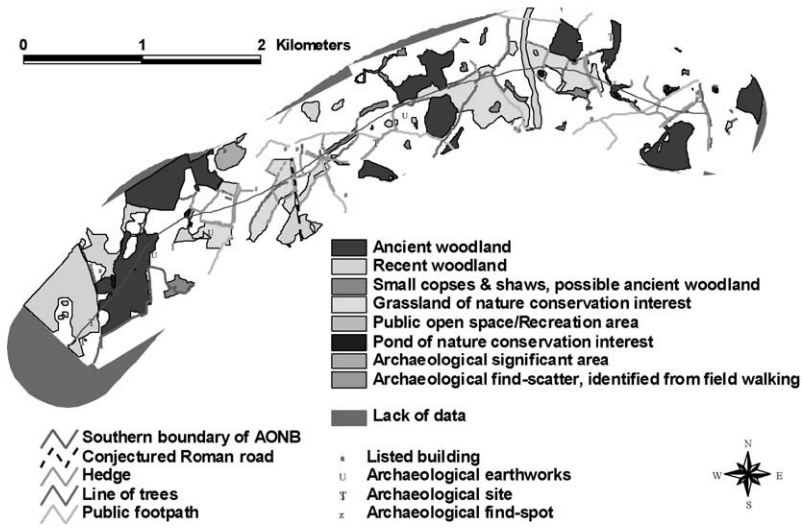 0 1 2 Kilometers
Ancient woodland
Recent woodland
Small copses & shaws, possible ancient woodland
Grassland of nature conservation interest
Public open space/Recreation area
Pond of nature conservation interest
Archaeological significant area
Archaeological find-scatter, identified from field walking
Lack of data
Southern boundary of AONB
Conjectured Roman road
Hedge
Line of trees
Public footpath
s Listed building
U Archaeological earthworks
T Archaeological site
x Archaeological find-spot
N
W E
S